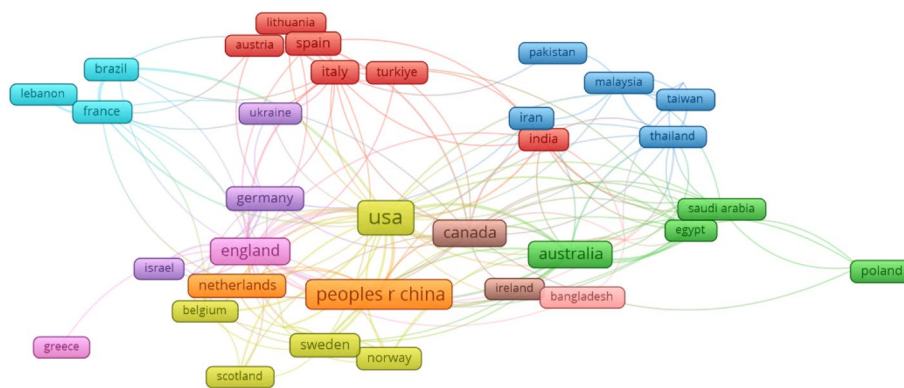 lithuania
austria
spain
pakistan
brazil
italy
turkiye
malaysia
lebanon
taiwan
france
ukraine
iran
thailand
india
germany
usa
saudi arabia
canada
egypt
england
australia
israel
poland
netherlands
peoples r china
ireland
bangladesh
belgium
greece
sweden
norway
scotland